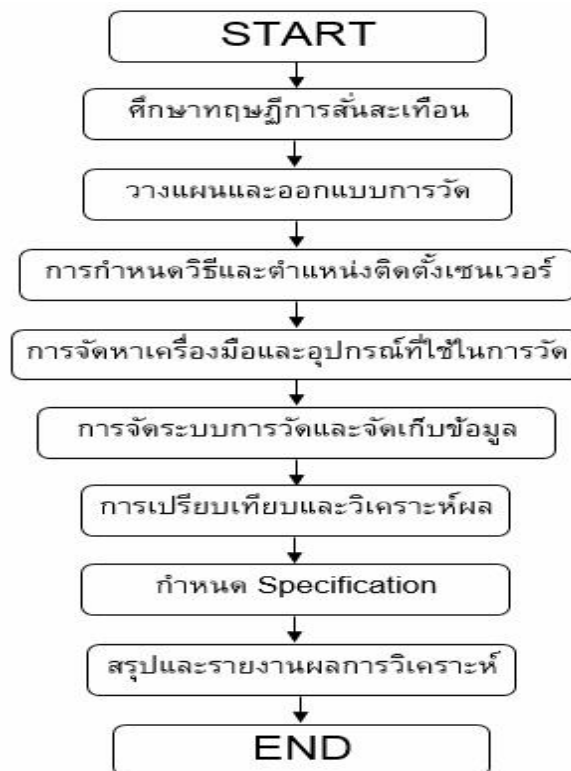 START
ศึกษาทฤษฏีการสั่นสะเทือน
วางแผนและออกแบบการวัด
การกำหนดวิธีและตำแหน่งติดตั้งเซนเวอร์
การจัดหาเครื่องมือและอุปกรณ์ที่ใช้ในการวัด
การจัดระบบการวัดและจัดเก็บข้อมูล
การเปรียบเทียบและวิเคราะห์ผล
กำหนด Specification
สรุปและรายงานผลการวิเคราะห์
END